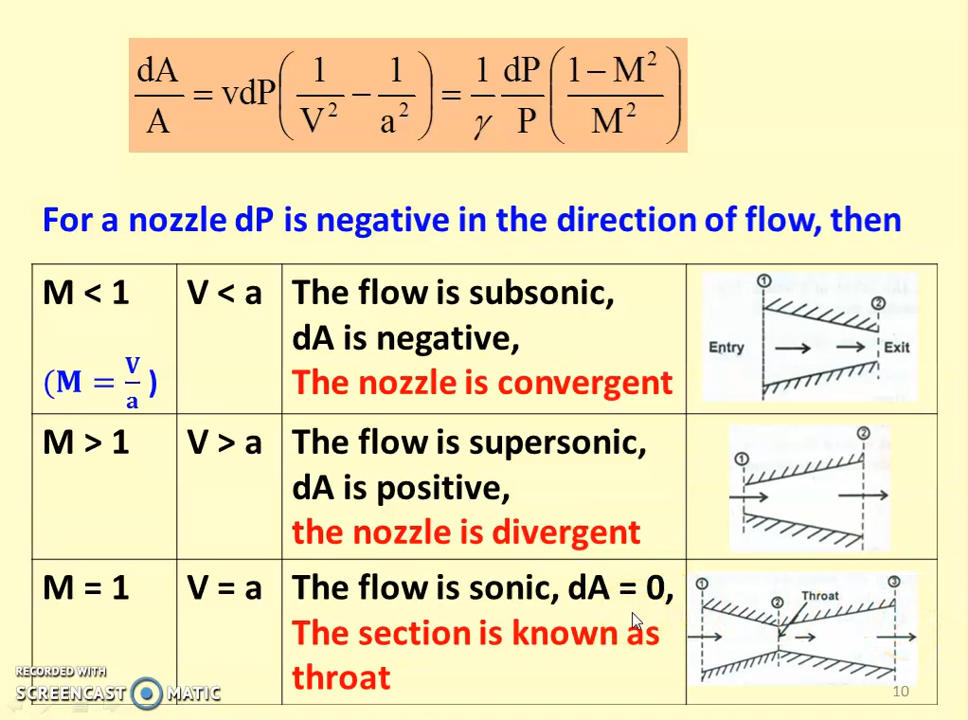 dA/A = vdP(1/V² − 1/a²) = 1/γ dP/P (1 − M²/M²)
For a nozzle dP is negative in the direction of flow, then
M < 1
(M = V/a )
V < a
The flow is subsonic,
dA is negative,
The nozzle is convergent
1
2
Entry
Exit
M > 1
V > a
The flow is supersonic,
dA is positive,
the nozzle is divergent
1
2
M = 1
V = a
The flow is sonic, dA = 0,
The section is known as
throat
1
2
Throat
3
RECORDED WITH
SCREENCAST MATIC
10